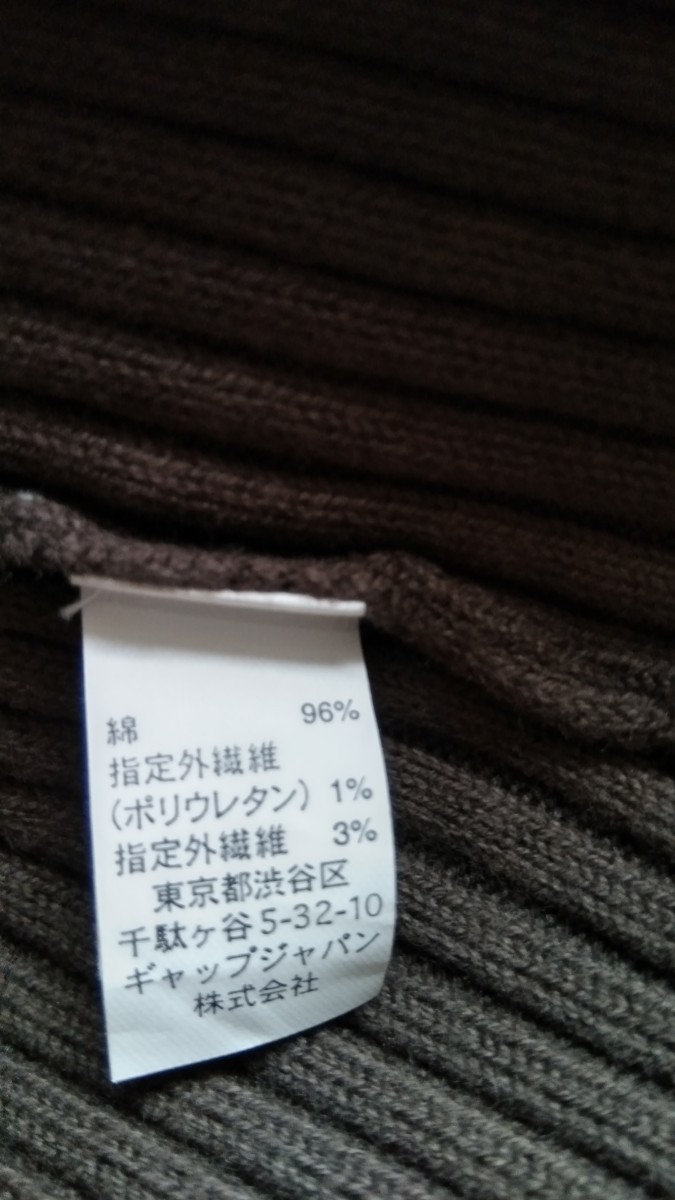 綿 96%
指定外繊維
(ポリウレタン) 1%
指定外繊維 3%
東京都渋谷区
千駄ヶ谷5-32-10
ギャップジャパン
株式会社